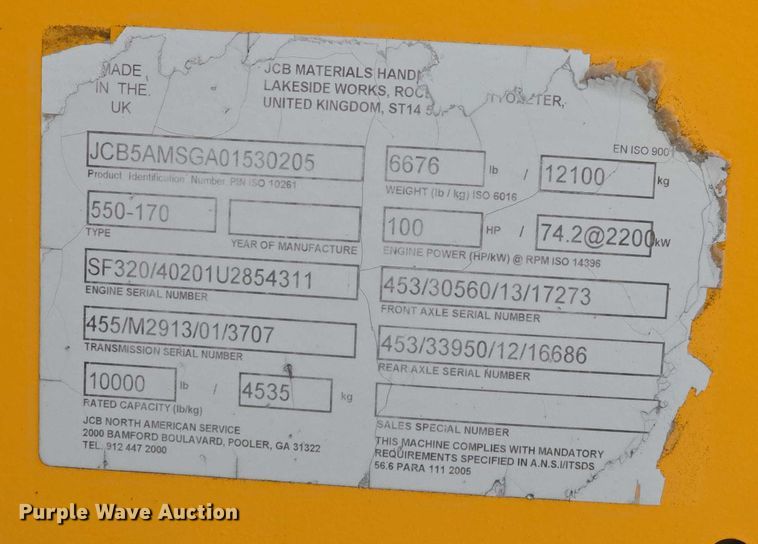 MADE
IN THE
UK
JCB MATERIALS
LAKESIDE WORKS,
UNITED KINGDOM, ST14
EN ISO 900
JCB5AMSGA01530205
Product Identification Number PIN ISO 10261
6676 lb / 12100 kg
WEIGHT (lb / kg) ISO 6016
550-170
TYPE
YEAR OF MANUFACTURE
100 HP / 74.2@2200 kW
ENGINE POWER (HP/kW) @ RPM ISO 14396
SF320/40201U2854311
ENGINE SERIAL NUMBER
453/30560/13/17273
FRONT AXLE SERIAL NUMBER
455/M2913/01/3707
TRANSMISSION SERIAL NUMBER
453/33950/12/16686
REAR AXLE SERIAL NUMBER
10000 lb / 4535 kg
RATED CAPACITY (lb/kg)
SALES SPECIAL NUMBER
JCB NORTH AMERICAN SERVICE
2000 BAMFORD BOULAVARD, POOLER, GA 31322
TEL. 912 447 2000
THIS MACHINE COMPLIES WITH MANDATORY
REQUIREMENTS SPECIFIED IN A.N.S.I/ITSDS
56.6 PARA 111 2005
Purple Wave Auction